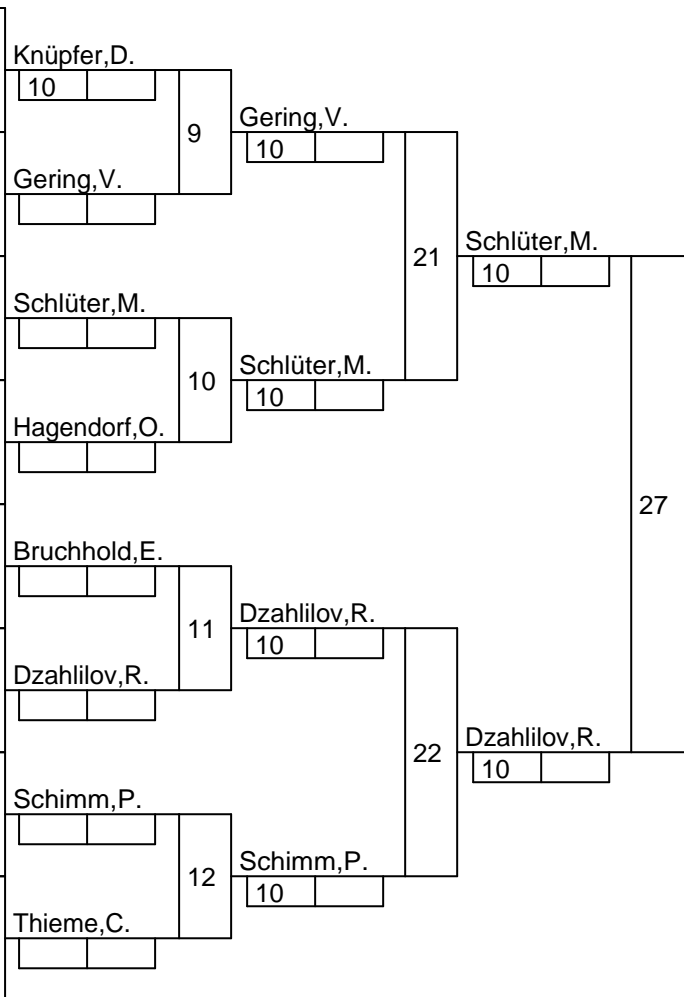 Knüpfer,D.
10
9
Gering,V.
10
Gering,V.
21
Schlüter,M.
10
Schlüter,M.
10
Schlüter,M.
10
Hagendorf,O.
27
Bruchhold,E.
11
Dzahlilov,R.
10
Dzahlilov,R.
22
Dzahlilov,R.
10
Schimm,P.
12
Schimm,P.
10
Thieme,C.